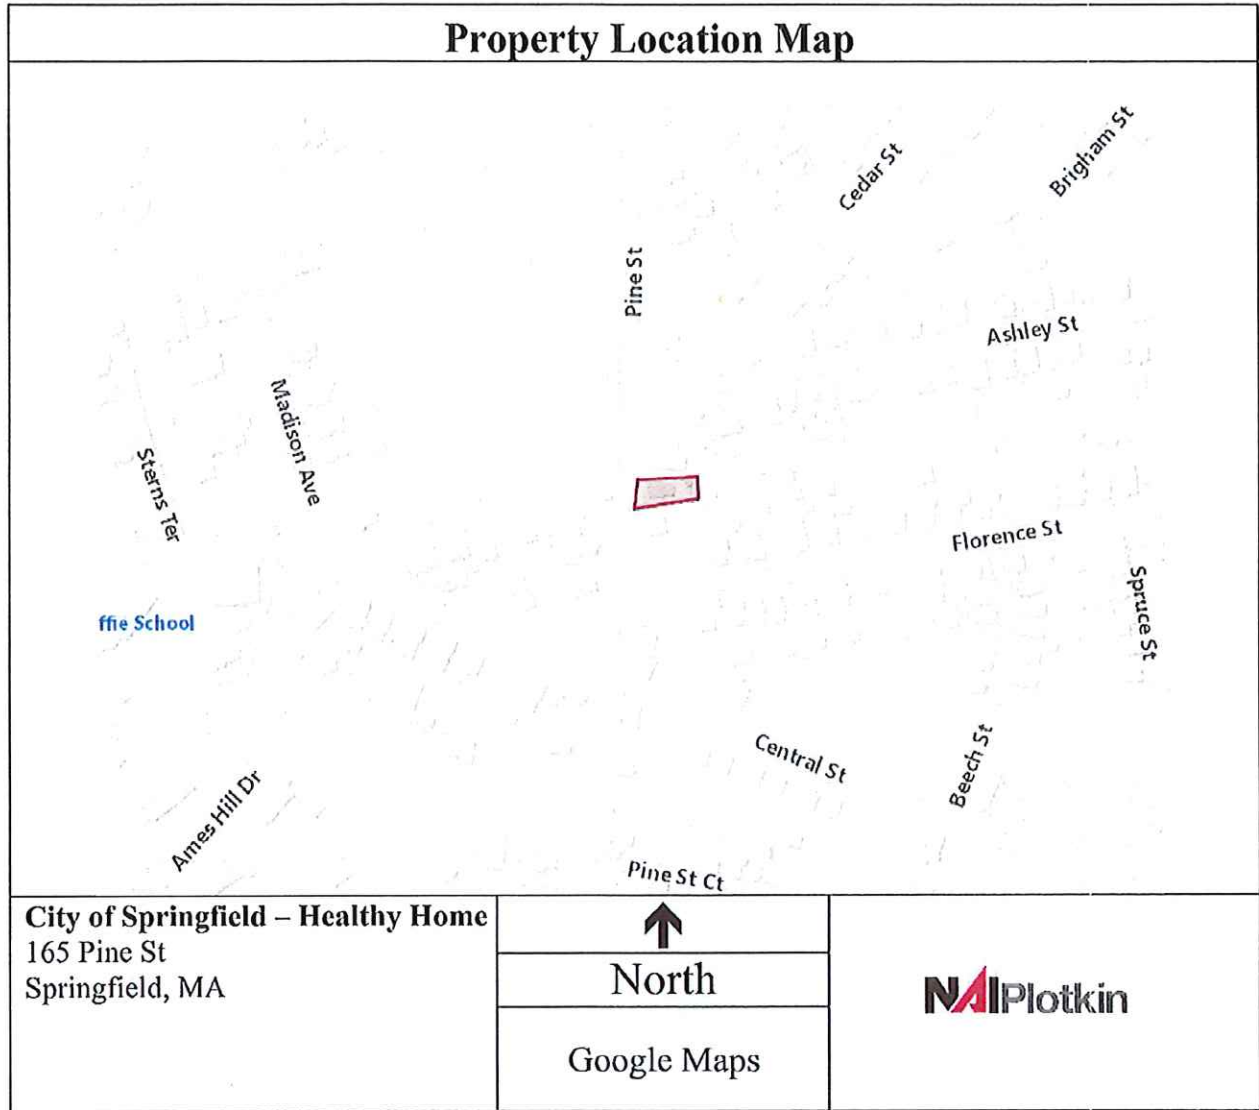 Property Location Map
Cedar St
Brigham St
Pine St
Ashley St
Madison Ave
Sterns Ter
Florence St
Spruce St
ffie School
Central St
Beech St
Ames Hill Dr
Pine St Ct
City of Springfield – Healthy Home
165 Pine St
Springfield, MA
North
Google Maps
NAIPlotkin